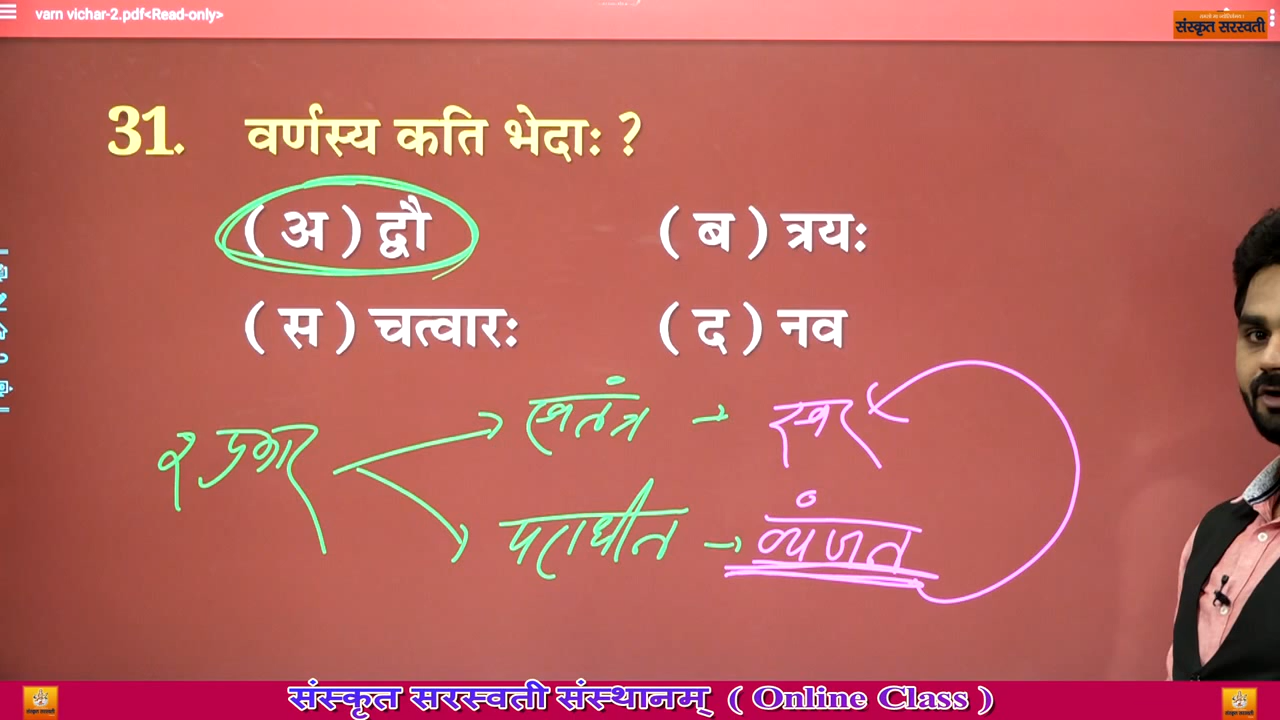 varn vichar-2.pdf<Read-only>
संस्कृत सरस्वती
31. वर्णस्य कति भेदाः ?
( अ ) द्वौ ( ब ) त्रयः
( स ) चत्वारः ( द ) नव
२ प्रकार
स्वतंत्र → स्वर
पराधीन → व्यंजन
संस्कृत सरस्वती संस्थानम् ( Online Class )